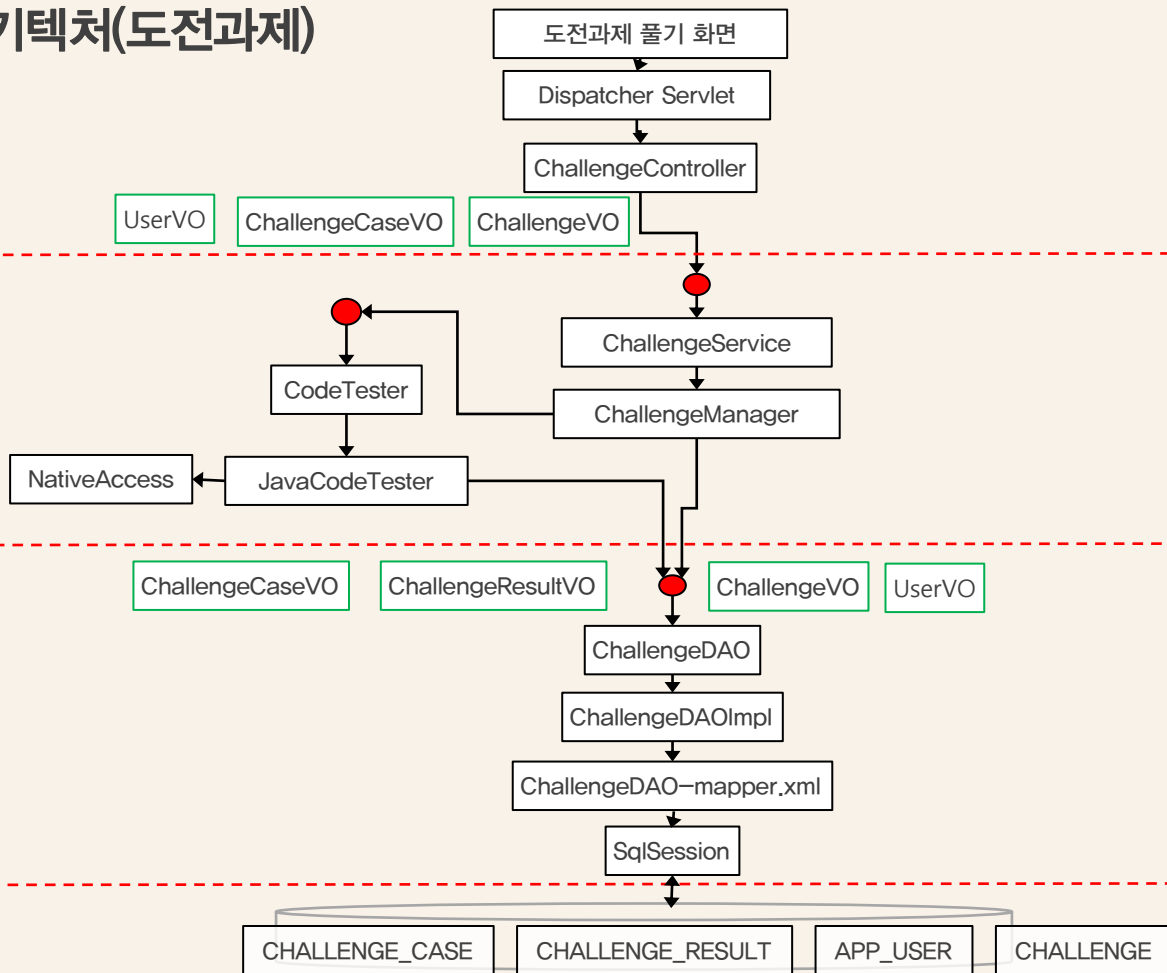 기텍처(도전과제)
도전과제 풀기 화면
Dispatcher Servlet
ChallengeController
UserVO
ChallengeCaseVO
ChallengeVO
ChallengeService
CodeTester
ChallengeManager
NativeAccess
JavaCodeTester
ChallengeCaseVO
ChallengeResultVO
ChallengeVO
UserVO
ChallengeDAO
ChallengeDAOImpl
ChallengeDAO-mapper.xml
SqlSession
CHALLENGE_CASE
CHALLENGE_RESULT
APP_USER
CHALLENGE